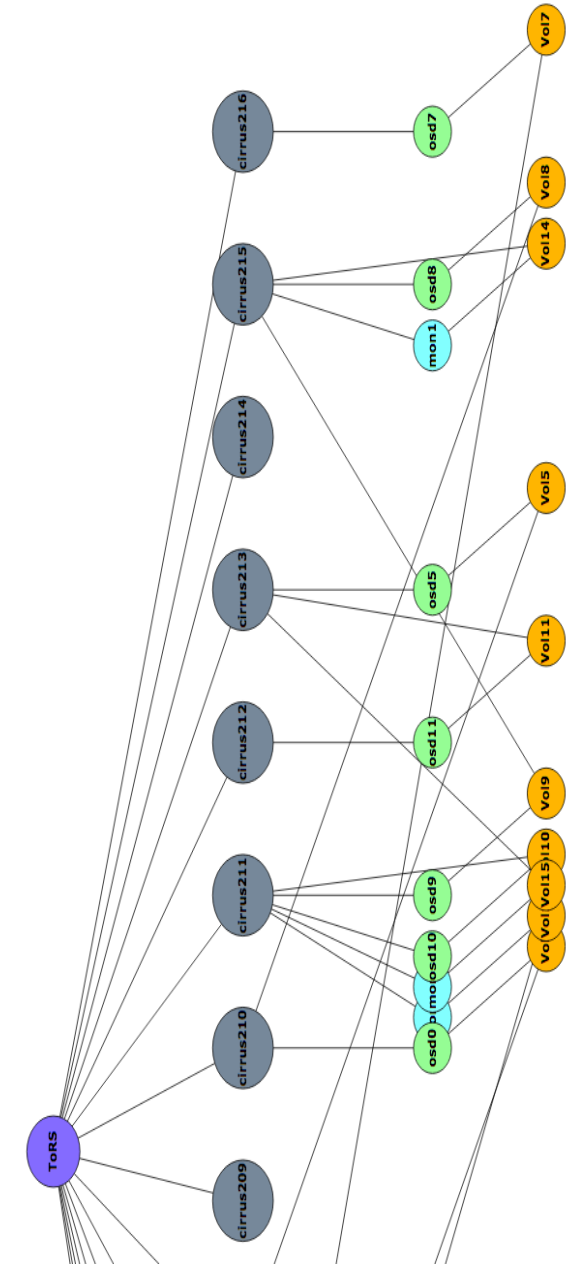 Vol7
cirrus216
osd7
Vol8
Vol14
cirrus215
osd8
mon1
cirrus214
Vol5
cirrus213
osd5
Vol11
cirrus212
osd11
Vol9
Vol15
cirrus211
osd9
osd10
cirrus210
osd0
ToRS
cirrus209